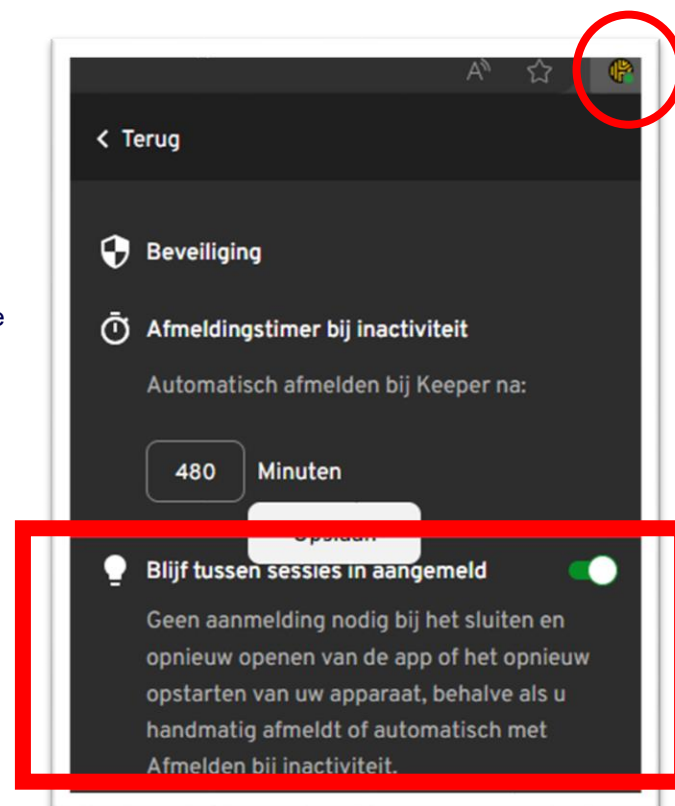 A
Terug
Beveiliging
e
Afmeldingstimer bij inactiviteit
Automatisch afmelden bij Keeper na:
480 Minuten
Blijf tussen sessies in aangemeld
Geen aanmelding nodig bij het sluiten en
opnieuw openen van de app of het opnieuw
opstarten van uw apparaat, behalve als u
handmatig afmeldt of automatisch met
Afmelden bij inactiviteit.